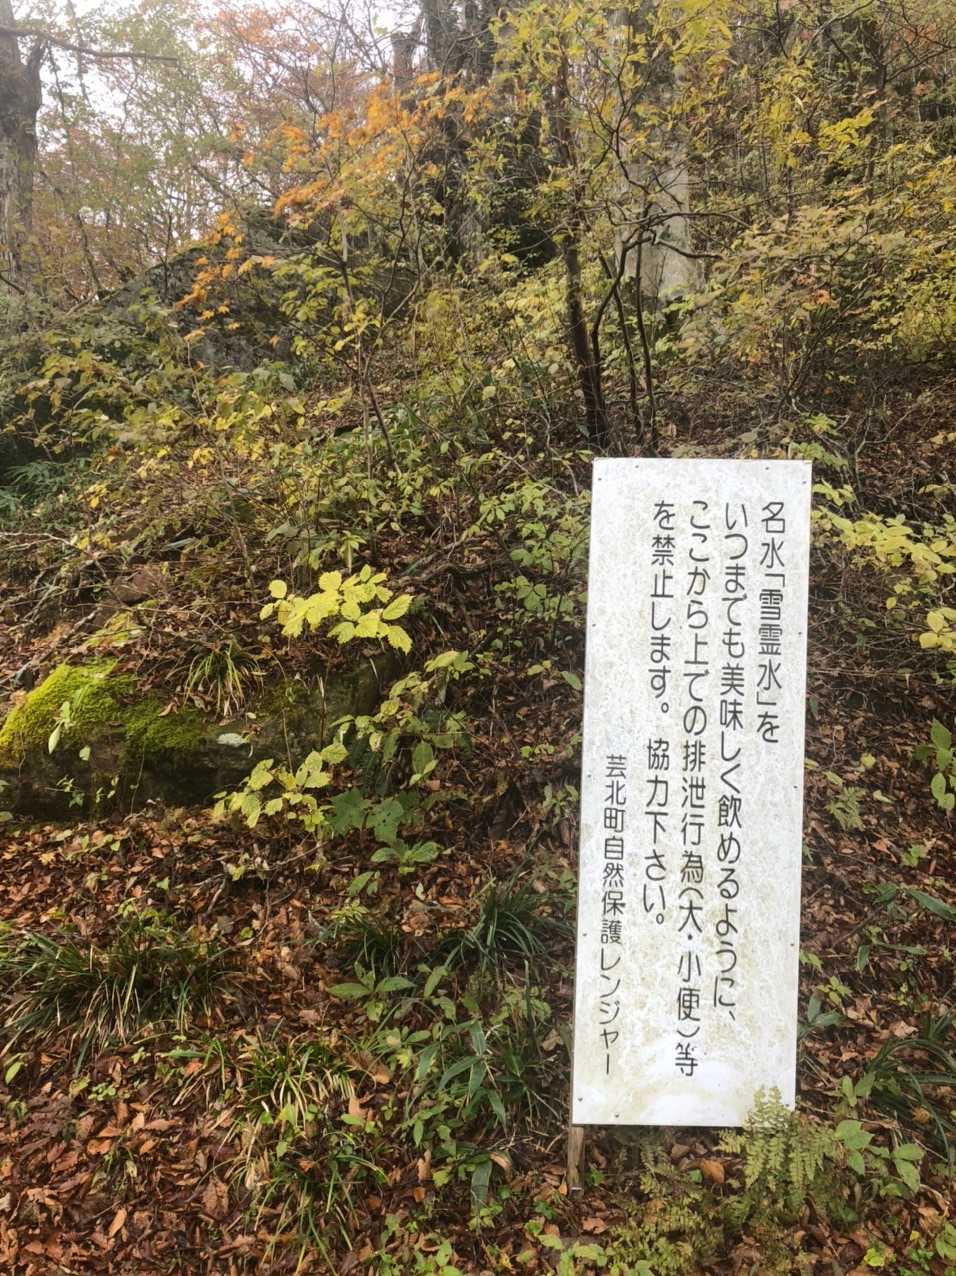 名水「雪霊水」を
いつまでも美味しく飲めるように、
ここから上での排泄行為（大・小便）等
を禁止します。 協力下さい。
芸北町自然保護レンジャー